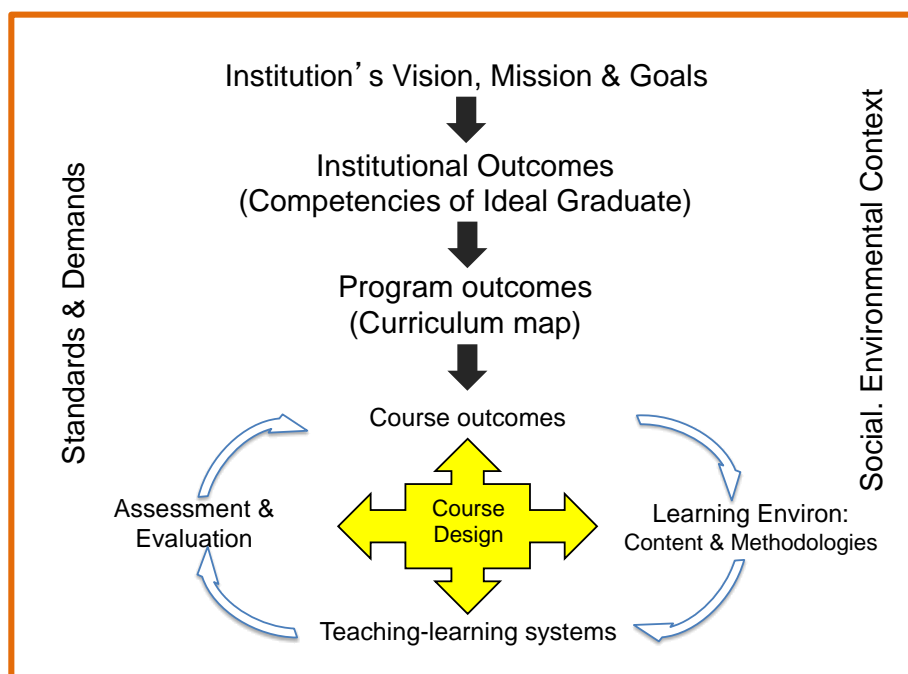 Institution's Vision, Mission & Goals
Institutional Outcomes
(Competencies of Ideal Graduate)
Program outcomes
(Curriculum map)
Standards & Demands
Social. Environmental Context
Course outcomes
Assessment &
Evaluation
Course
Design
Learning Environ:
Content & Methodologies
Teaching-learning systems